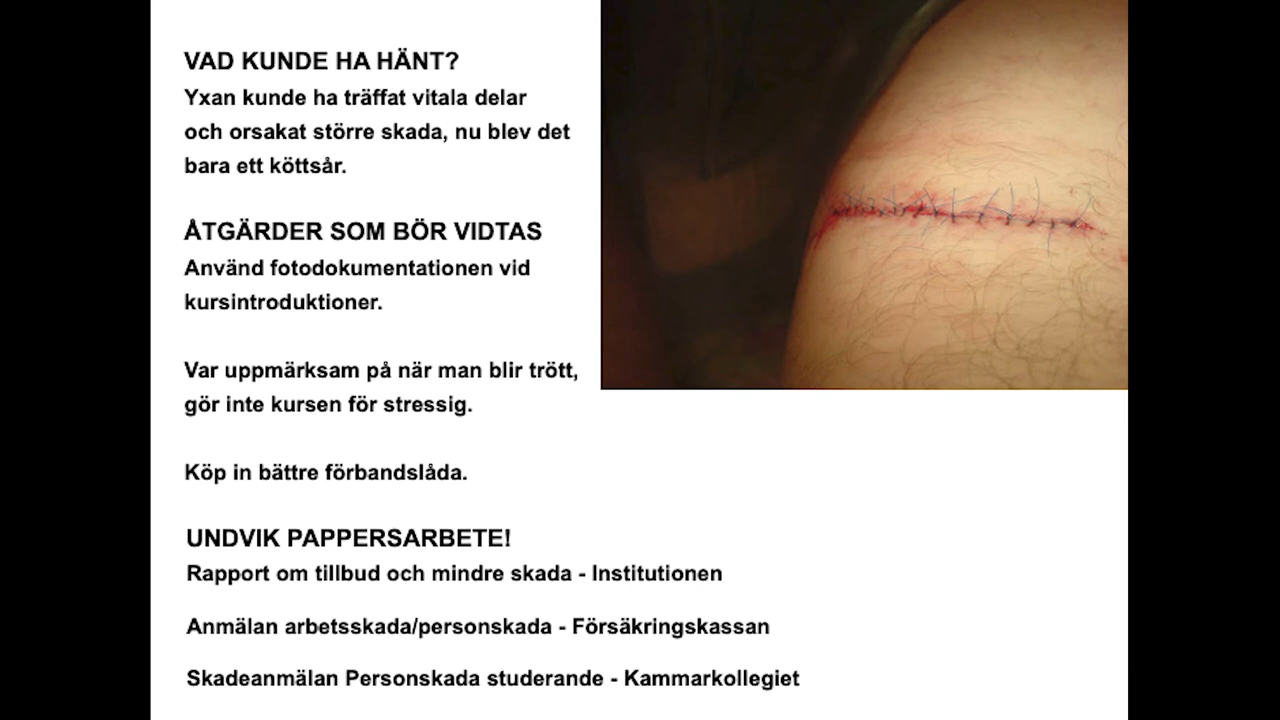 VAD KUNDE HA HÄNT?
Yxan kunde ha träffat vitala delar
och orsakat större skada, nu blev det
bara ett köttsår.
ÅTGÄRDER SOM BÖR VIDTAS
Använd fotodokumentationen vid
kursintroduktioner.
Var uppmärksam på när man blir trött,
gör inte kursen för stressig.
Köp in bättre förbandslåda.
UNDVIK PAPPERSARBETE!
Rapport om tillbud och mindre skada - Institutionen
Anmälan arbetsskada/personskada - Försäkringskassan
Skadeanmälan Personskada studerande - Kammarkollegiet